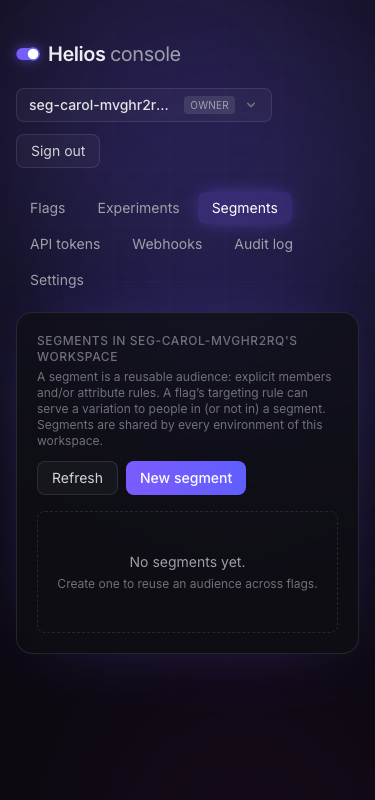 Helios console
seg-carol-mvghr2r... OWNER
Sign out
Flags Experiments Segments
API tokens Webhooks Audit log
Settings
SEGMENTS IN SEG-CAROL-MVGHR2RQ'S
WORKSPACE
A segment is a reusable audience: explicit members
and/or attribute rules. A flag's targeting rule can
serve a variation to people in (or not in) a segment.
Segments are shared by every environment of this
workspace.
Refresh New segment
No segments yet.
Create one to reuse an audience across flags.